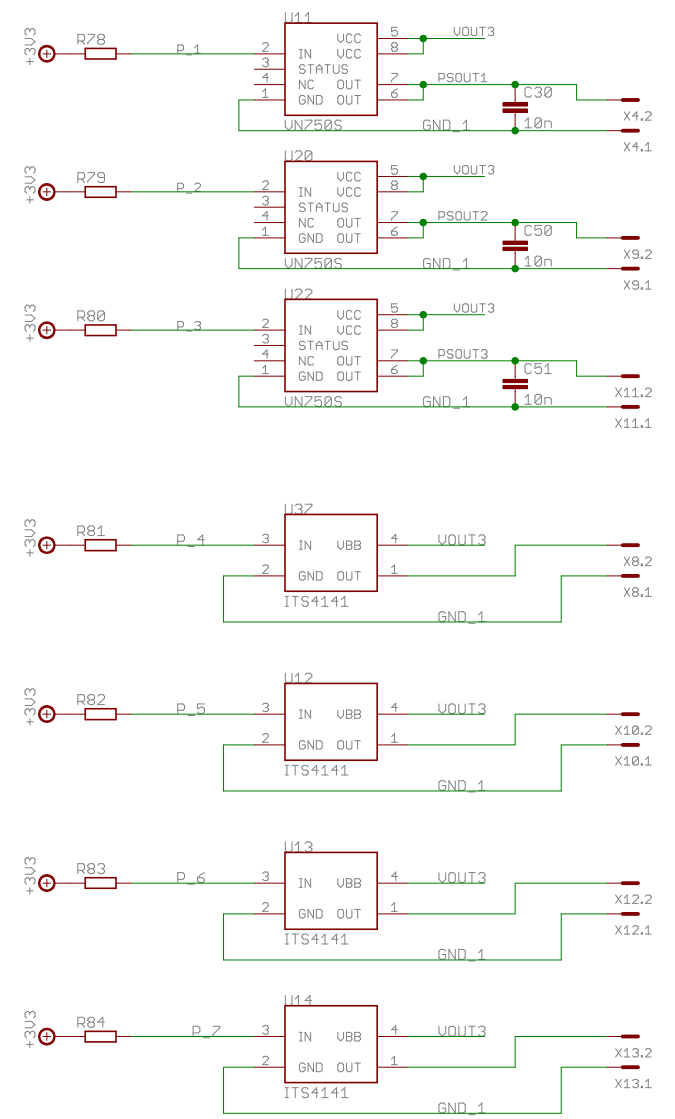 U11
+3V3
R78
P_1
2
3
4
1
IN
STATUS
NC
GND
VCC
VCC
OUT
OUT
5
8
7
6
VOUT3
PSOUT1
C30
10n
GND_1
VN750S
X4.2
X4.1
U20
+3V3
R79
P_2
2
3
4
1
IN
STATUS
NC
GND
VCC
VCC
OUT
OUT
5
8
7
6
VOUT3
PSOUT2
C50
10n
GND_1
VN750S
X9.2
X9.1
U22
+3V3
R80
P_3
2
3
4
1
IN
STATUS
NC
GND
VCC
VCC
OUT
OUT
5
8
7
6
VOUT3
PSOUT3
C51
10n
GND_1
VN750S
X11.2
X11.1
U37
+3V3
R81
P_4
3
2
IN
GND
VBB
OUT
4
1
VOUT3
ITS4141
GND_1
X8.2
X8.1
U12
+3V3
R82
P_5
3
2
IN
GND
VBB
OUT
4
1
VOUT3
ITS4141
GND_1
X10.2
X10.1
U13
+3V3
R83
P_6
3
2
IN
GND
VBB
OUT
4
1
VOUT3
ITS4141
GND_1
X12.2
X12.1
U14
+3V3
R84
P_7
3
2
IN
GND
VBB
OUT
4
1
VOUT3
ITS4141
GND_1
X13.2
X13.1